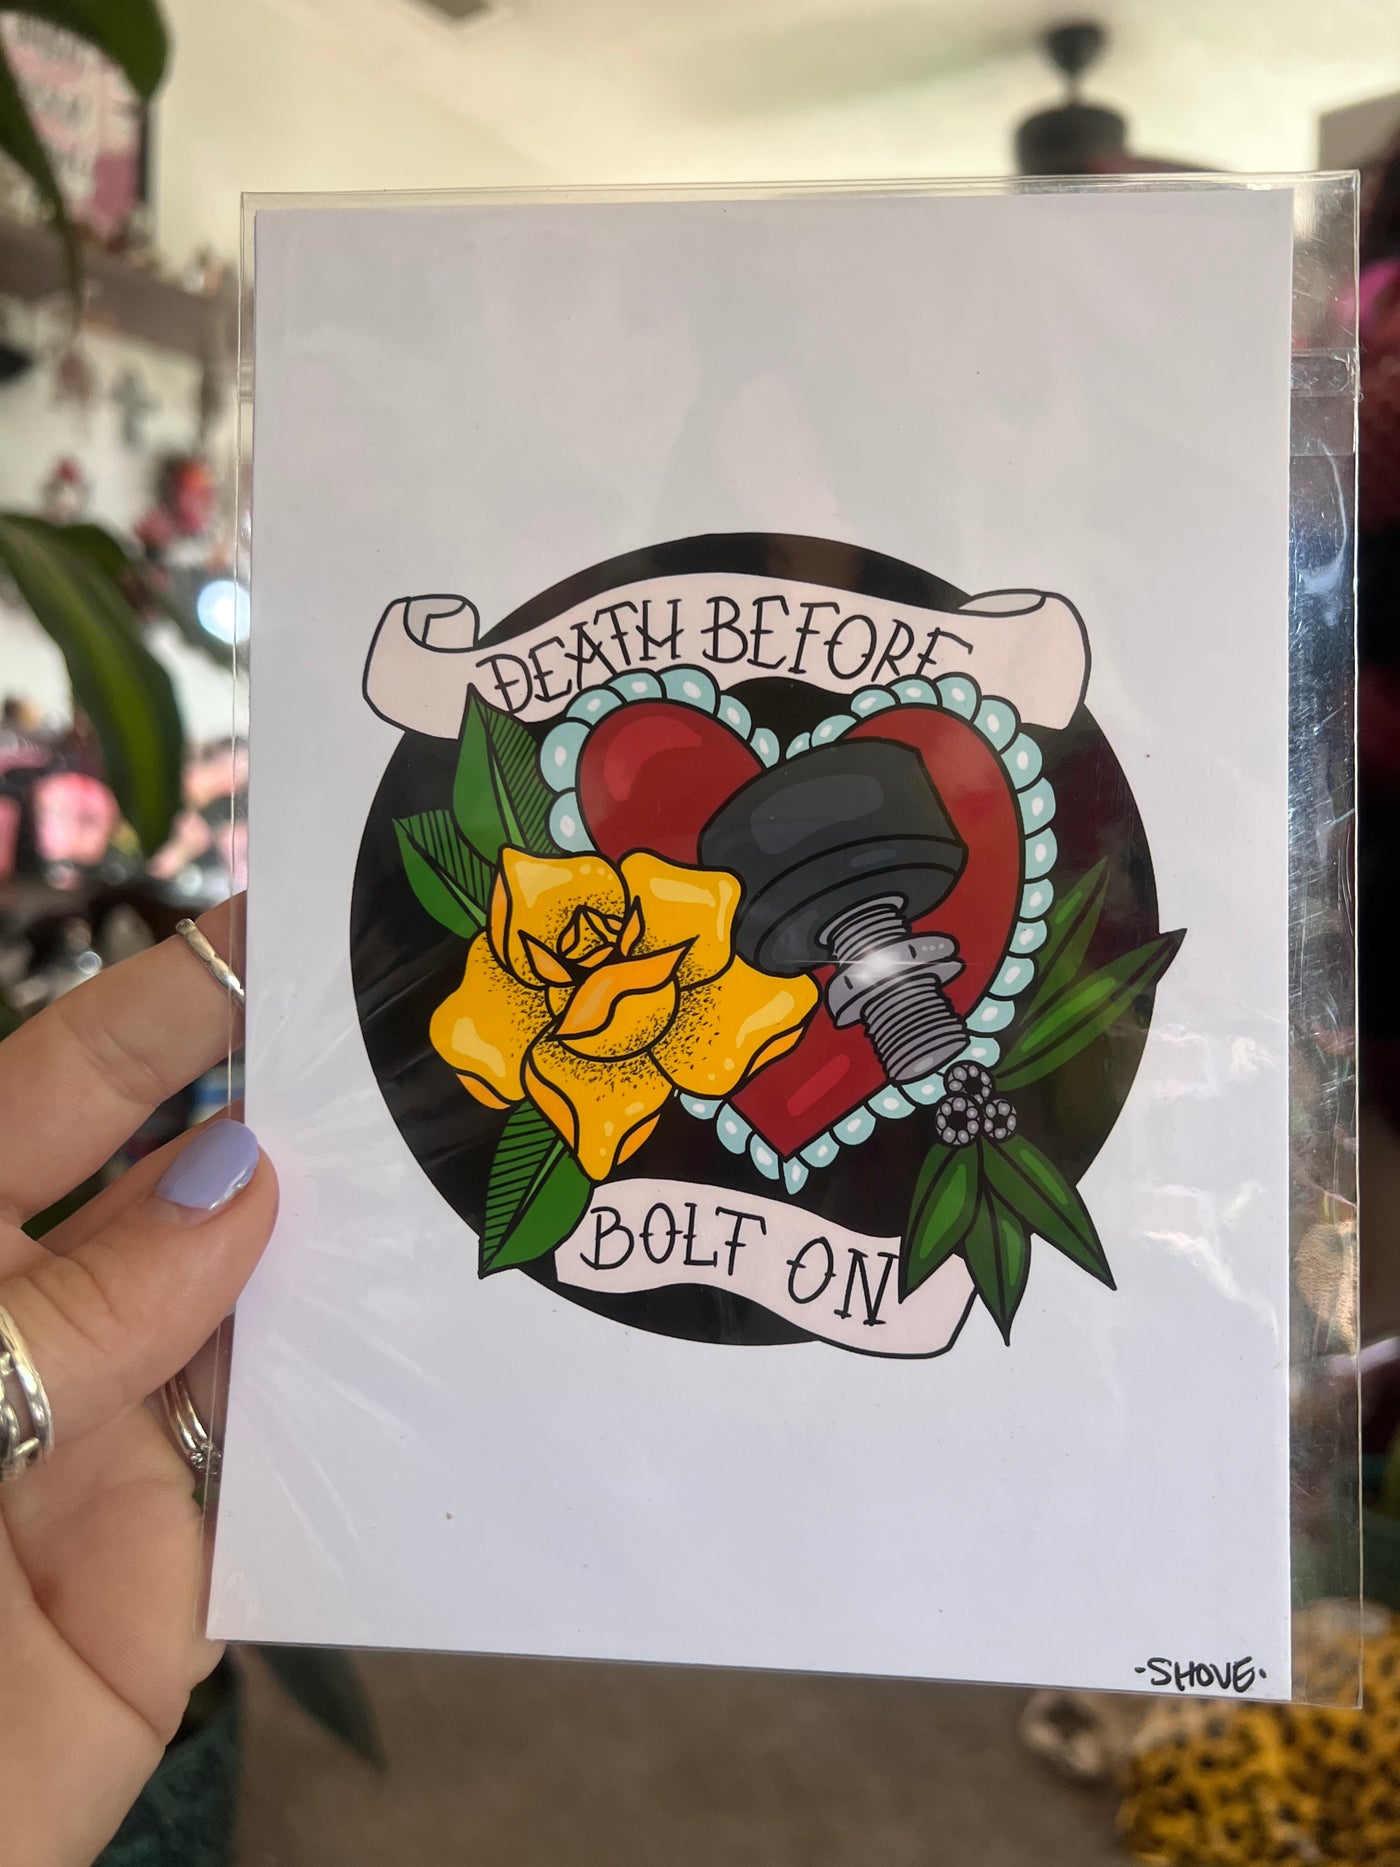 DEATH BEFORE
BOLT ON
·SHOVE·